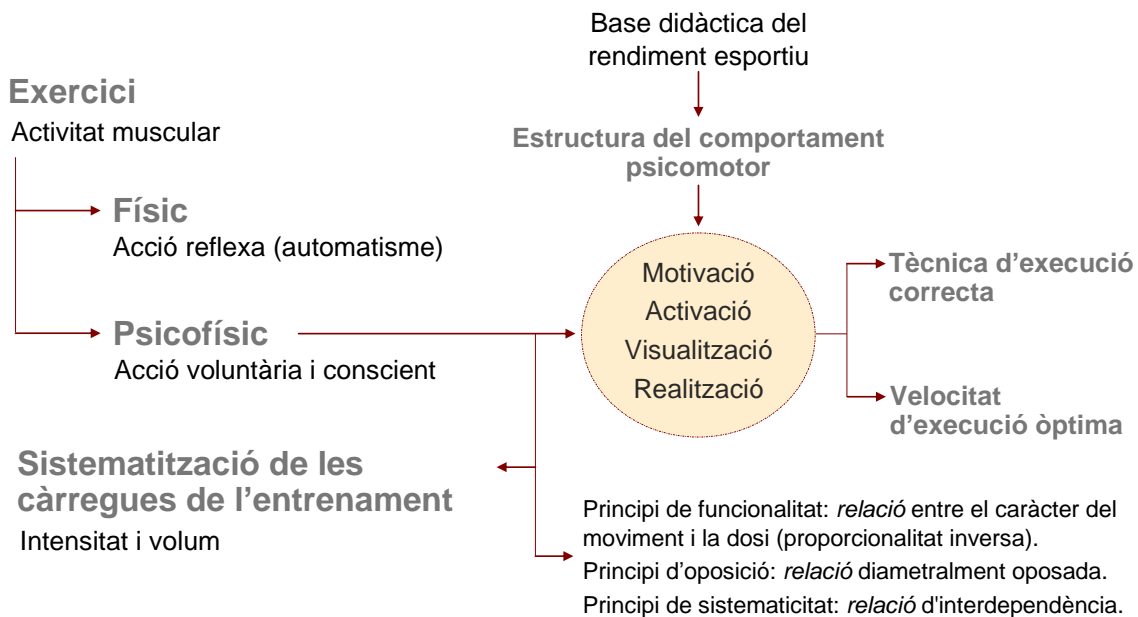 Base didàctica del
rendiment esportiu
Exercici
Activitat muscular
Estructura del comportament
psicomotor
Físic
Acció reflexa (automatisme)
Psicofísic
Acció voluntària i conscient
Motivació
Activació
Visualització
Realització
Tècnica d’execució
correcta
Velocitat
d’execució òptima
Sistematització de les
càrregues de l’entrenament
Intensitat i volum
Principi de funcionalitat: relació entre el caràcter del
moviment i la dosi (proporcionalitat inversa).
Principi d’oposició: relació diametralment oposada.
Principi de sistematicitat: relació d'interdependència.